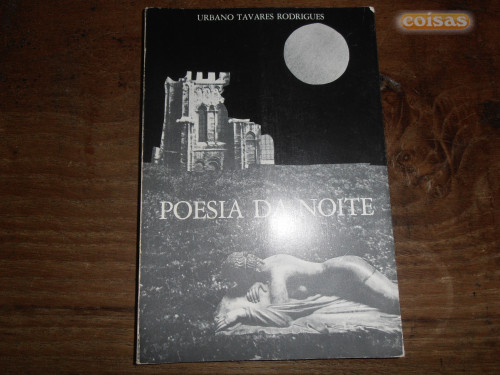 coisas
URBANO TAVARES RODRIGUES
POESIA DA NOITE